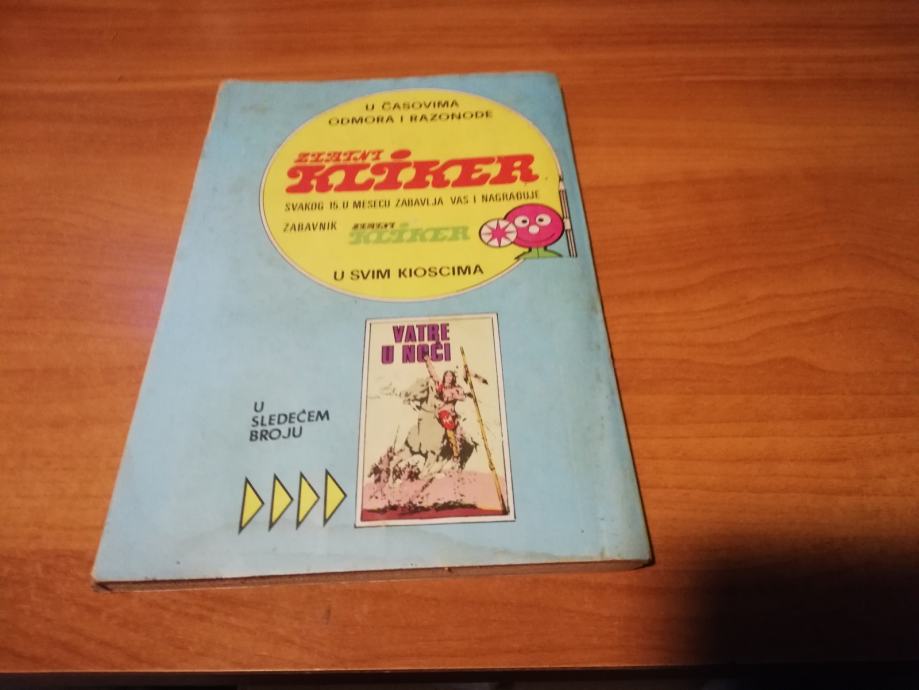 U ČASOVIMA
ODMORA I RAZONODE
ZLATNI
KLIKER
SVAKOG 15. U MESECU ZABAVLJA VAS I NAGRAĐUJE
ZABAVNIK ZLATNI KLIKER
U SVIM KIOSCIMA
VATRE
U NOĆI
U
SLEDEĆEM
BROJU